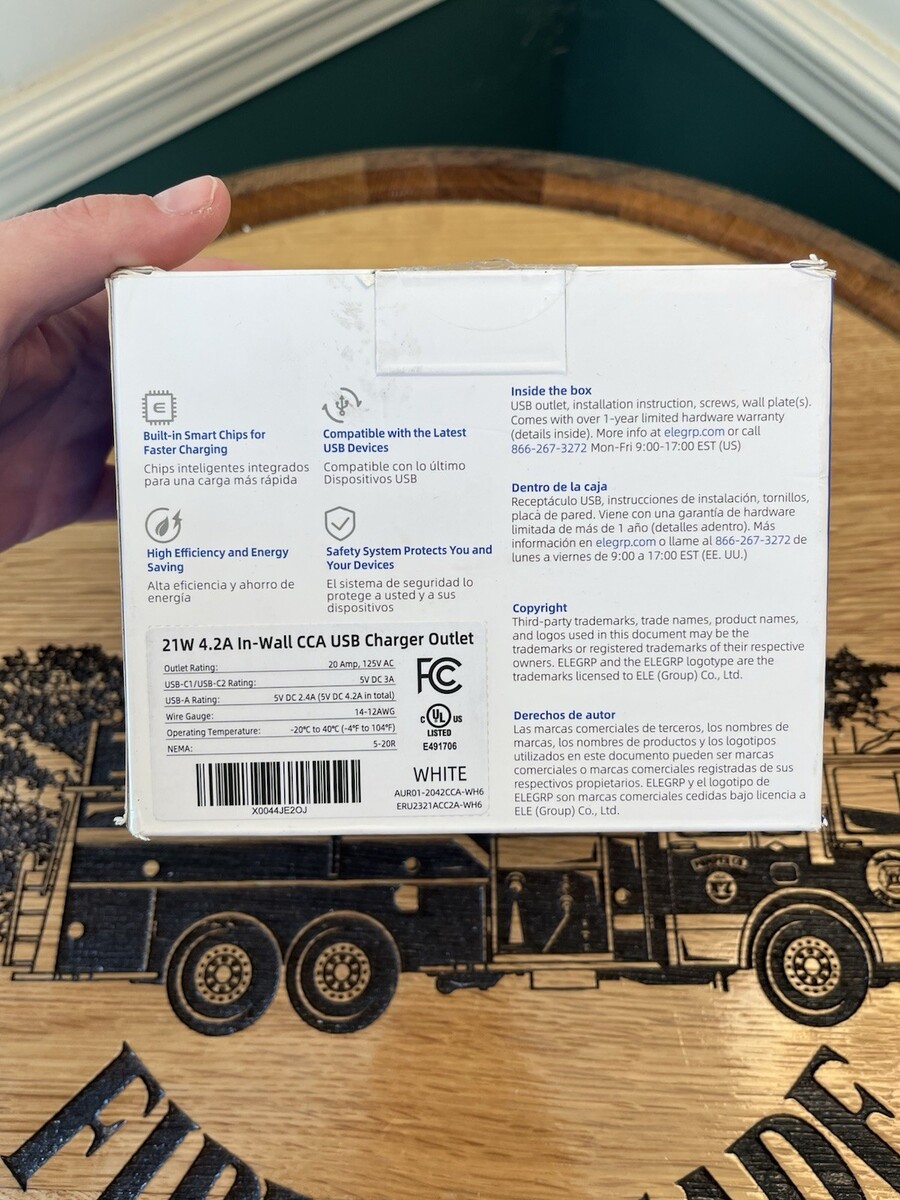 Built-in Smart Chips for
Faster Charging
Chips inteligentes integrados
para una carga más rápida
Compatible with the Latest
USB Devices
Compatible con lo último
Dispositivos USB
High Efficiency and Energy
Saving
Alta eficiencia y ahorro de
energía
Safety System Protects You and
Your Devices
El sistema de seguridad lo
protege a usted y a sus
dispositivos
21W 4.2A In-Wall CCA USB Charger Outlet
Outlet Rating: 20 Amp, 125V AC
USB-C1/USB-C2 Rating: 5V DC 3A
USB-A Rating: 5V DC 2.4A (5V DC 4.2A in total)
Wire Gauge: 14-12AWG
Operating Temperature: -20℃ to 40℃ (-4℉ to 104℉)
NEMA: 5-20R
X0044JE2OJ
FC
C UL US
LISTED
E491706
WHITE
AUR01-2042CCA-WH6
ERU2321ACC2A-WH6
Inside the box
USB outlet, installation instruction, screws, wall plate(s).
Comes with over 1-year limited hardware warranty
(details inside). More info at elegrp.com or call
866-267-3272 Mon-Fri 9:00-17:00 EST (US)
Dentro de la caja
Receptáculo USB, instrucciones de instalación, tornillos,
placa de pared. Viene con una garantía de hardware
limitada de más de 1 año (detalles adentro). Más
información en elegrp.com o llame al 866-267-3272 de
lunes a viernes de 9:00 a 17:00 EST (EE. UU.)
Copyright
Third-party trademarks, trade names, product names,
and logos used in this document may be the
trademarks or registered trademarks of their respective
owners. ELEGRP and the ELEGRP logotype are the
trademarks licensed to ELE (Group) Co., Ltd.
Derechos de autor
Las marcas comerciales de terceros, los nombres de
marcas, los nombres de productos y los logotipos
utilizados en este documento pueden ser marcas
comerciales o marcas comerciales registradas de sus
respectivos propietarios. ELEGRP y el logotipo de
ELEGRP son marcas comerciales cedidas bajo licencia a
ELE (Group) Co., Ltd.